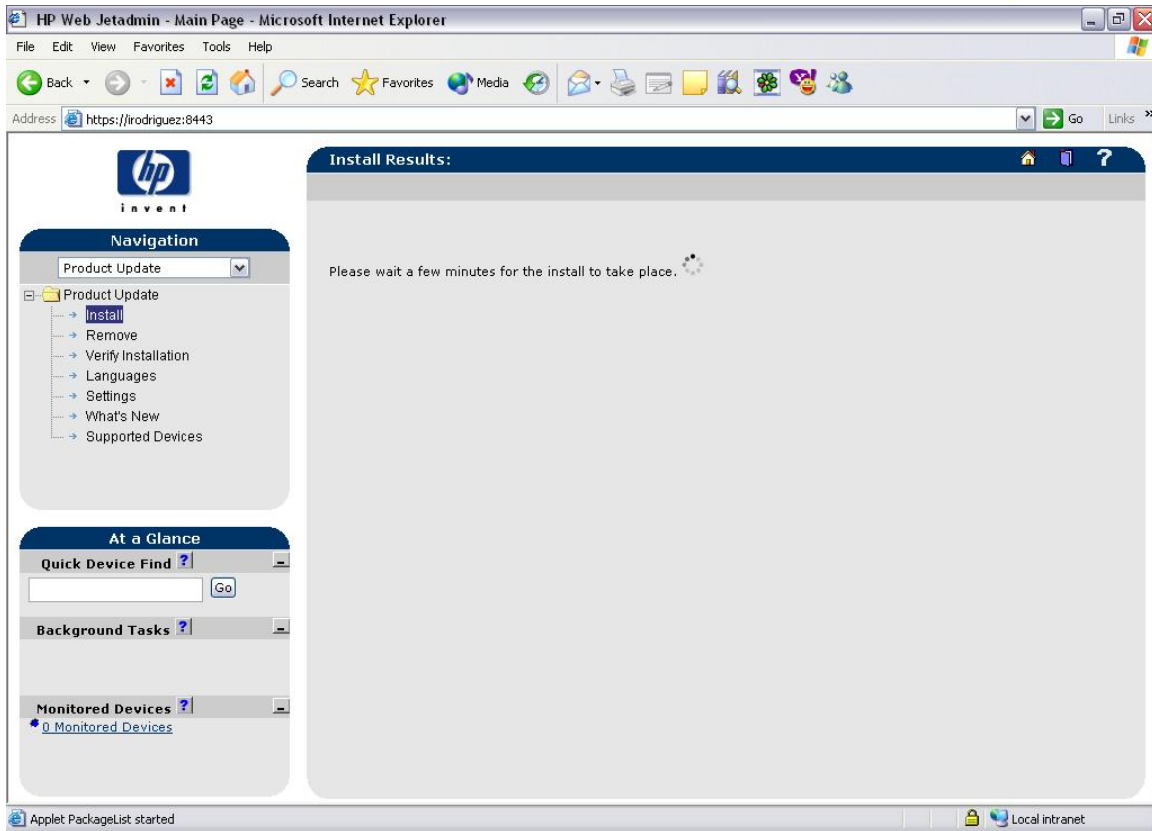 HP Web Jetadmin - Main Page - Microsoft Internet Explorer
File Edit View Favorites Tools Help
Back Search Favorites Media
Address https://irodriguez:8443 Go Links »
hp
invent
Install Results:
?
Navigation
Product Update
Please wait a few minutes for the install to take place.
Product Update
Install
Remove
Verify Installation
Languages
Settings
What's New
Supported Devices
At a Glance
Quick Device Find ?
Go
Background Tasks ?
Monitored Devices ?
0 Monitored Devices
Applet PackageList started Local intranet